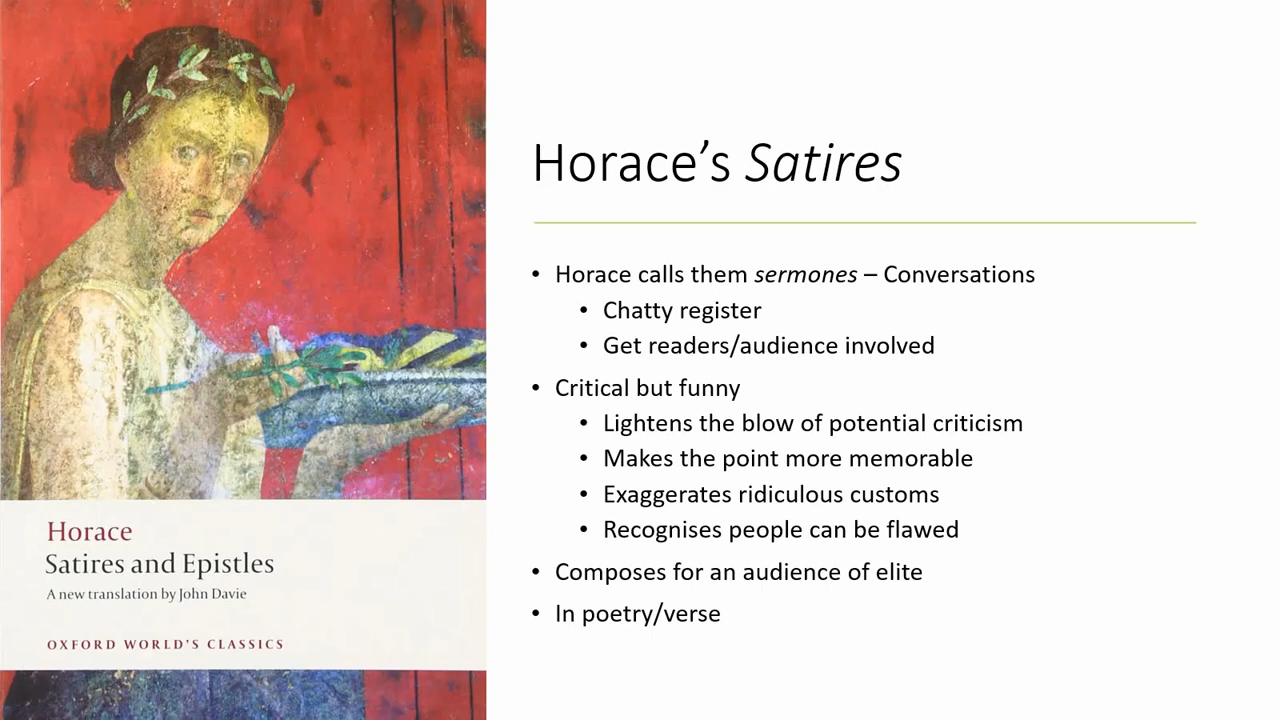 Horace's Satires
• Horace calls them sermones – Conversations
• Chatty register
• Get readers/audience involved
• Critical but funny
• Lightens the blow of potential criticism
• Makes the point more memorable
• Exaggerates ridiculous customs
• Recognises people can be flawed
• Composes for an audience of elite
• In poetry/verse
Horace
Satires and Epistles
A new translation by John Davie
OXFORD WORLD'S CLASSICS